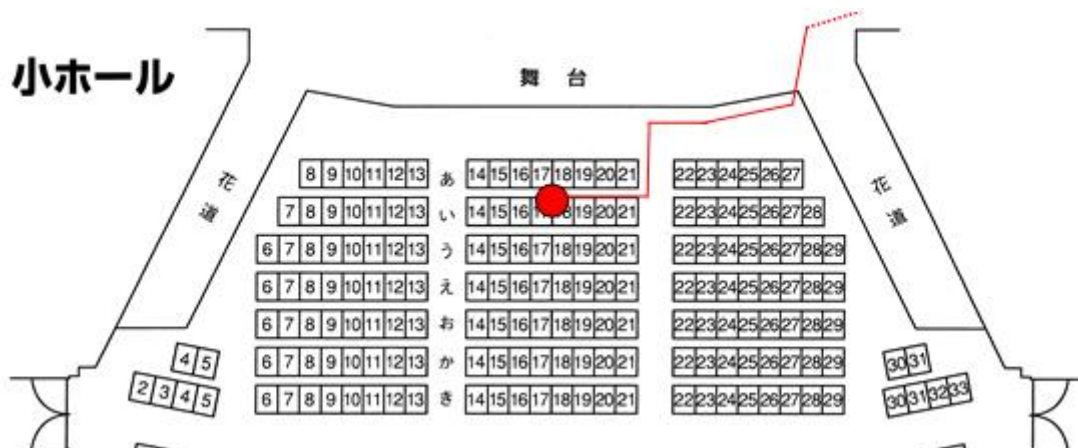 小ホール
舞台
花道
花道
8 9 10 11 12 13 あ 14 15 16 17 18 19 20 21 22 23 24 25 26 27
7 8 9 10 11 12 13 い 14 15 16 18 19 20 21 22 23 24 25 26 27 28
6 7 8 9 10 11 12 13 う 14 15 16 17 18 19 20 21 22 23 24 25 26 27 28 29
6 7 8 9 10 11 12 13 え 14 15 16 17 18 19 20 21 22 23 24 25 26 27 28 29
6 7 8 9 10 11 12 13 お 14 15 16 17 18 19 20 21 22 23 24 25 26 27 28 29
4 5 6 7 8 9 10 11 12 13 か 14 15 16 17 18 19 20 21 22 23 24 25 26 27 28 29 30 31
2 3 4 5 6 7 8 9 10 11 12 13 き 14 15 16 17 18 19 20 21 22 23 24 25 26 27 28 29 30 31 32 33